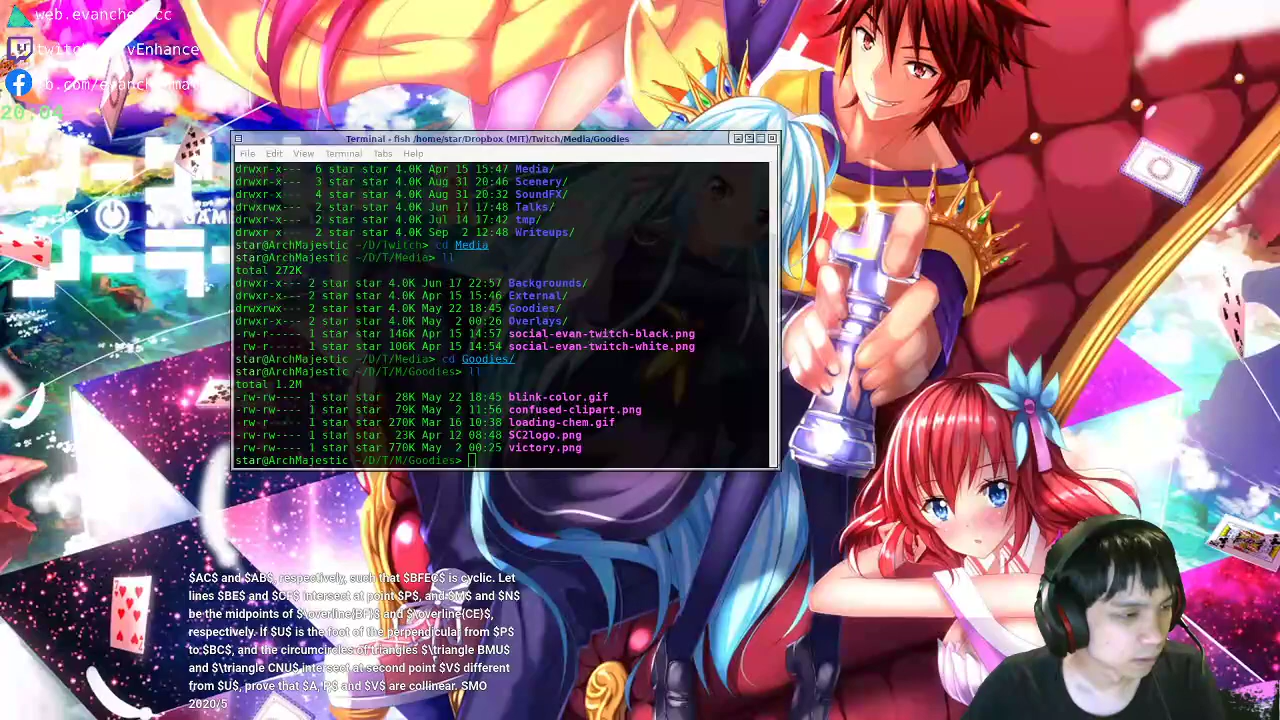 web.evanchen.cc
twitch vEnhance
fb.com/evanchenmat
20:04
Terminal - fish /home/star/Dropbox (MIT)/Twitch/Media/Goodies
File Edit View Terminal Tabs Help
drwxr-x--- 6 star star 4.0K Apr 15 15:47 Media/
drwxr-x--- 3 star star 4.0K Aug 31 20:46 Scenery/
drwxr-x--- 4 star star 4.0K Aug 31 20:32 SoundFX/
drwxrwx--- 2 star star 4.0K Jun 17 17:48 Talks/
drwxr-x--- 2 star star 4.0K Jul 14 17:42 tmp/
drwxr-x--- 2 star star 4.0K Sep  2 12:48 Writeups/
star@ArchMajestic ~/D/Twitch> cd Media
star@ArchMajestic ~/D/T/Media> ll
total 272K
drwxr-x--- 2 star star 4.0K Jun 17 22:57 Backgrounds/
drwxr-x--- 2 star star 4.0K Apr 15 15:46 External/
drwxrwx--- 2 star star 4.0K May 22 18:45 Goodies/
drwxr-x--- 2 star star 4.0K May  2 00:26 Overlays/
-rw-r----- 1 star star 146K Apr 15 14:57 social-evan-twitch-black.png
-rw-r----- 1 star star 106K Apr 15 14:54 social-evan-twitch-white.png
star@ArchMajestic ~/D/T/Media> cd Goodies/
star@ArchMajestic ~/D/T/M/Goodies> ll
total 1.2M
-rw-rw---- 1 star star  28K May 22 18:45 blink-color.gif
-rw-rw---- 1 star star  79K May  2 11:56 confused-clipart.png
-rw-r----- 1 star star 270K Mar 16 10:38 loading-chem.gif
-rw-rw---- 1 star star  23K Apr 12 08:48 SC2logo.png
-rw-rw---- 1 star star 770K May  2 00:25 victory.png
star@ArchMajestic ~/D/T/M/Goodies>
$AC$ and $AB$, respectively, such that $BFEC$ is cyclic. Let
lines $BE$ and $CF$ intersect at point $P$, and $M$ and $N$
be the midpoints of $\overline{BF}$ and $\overline{CE}$,
respectively. If $U$ is the foot of the perpendicular from $P$
to $BC$, and the circumcircles of triangles $\triangle BMU$
and $\triangle CNU$ intersect at second point $V$ different
from $U$, prove that $A, P$ and $V$ are collinear. SMO
2020/5